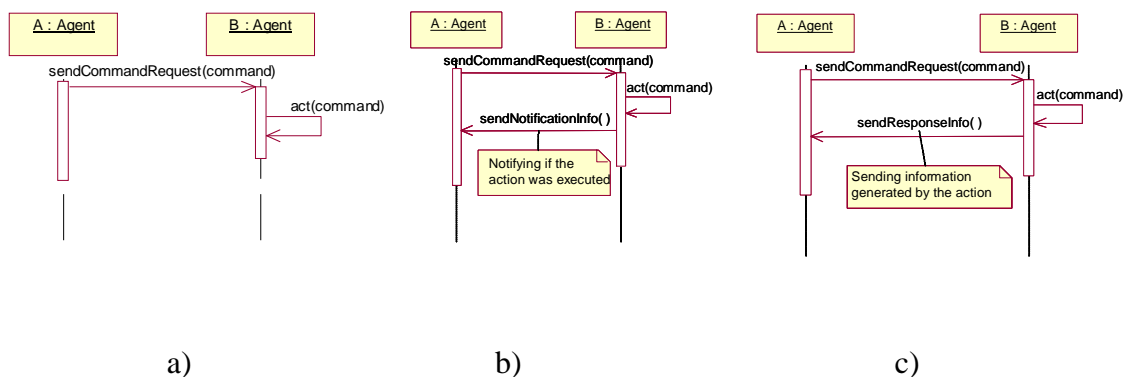 A : Agent
B : Agent
sendCommandRequest(command)
act(command)
a)
A : Agent
B : Agent
sendCommandRequest(command)
act(command)
sendNotificationInfo( )
Notifying if the
action was executed
b)
A : Agent
B : Agent
sendCommandRequest(command)
act(command)
sendResponseInfo( )
Sending information
generated by the action
c)